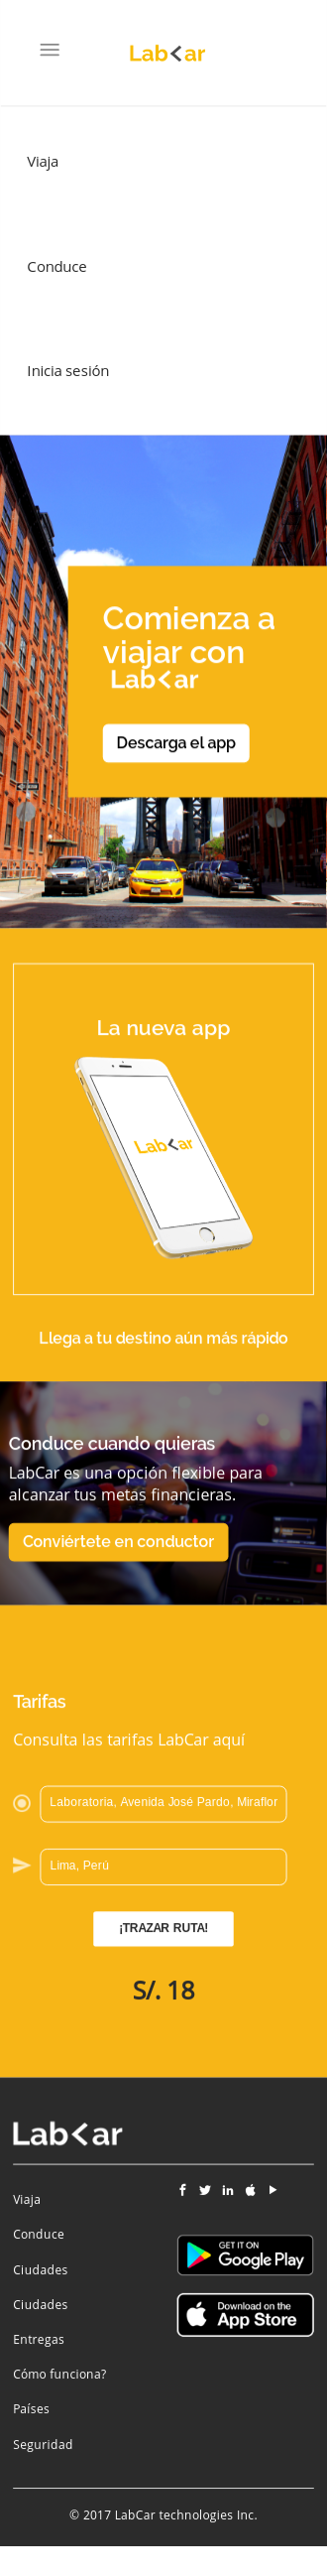 Lab<ar
Viaja
Conduce
Inicia sesión
Comienza a
viajar con
Lab<ar
Descarga el app
La nueva app
Lab<ar
Llega a tu destino aún más rápido
Conduce cuando quieras
LabCar es una opción flexible para
alcanzar tus metas financieras.
Conviértete en conductor
Tarifas
Consulta las tarifas LabCar aquí
Laboratoria, Avenida José Pardo, Miraflor
Lima, Perú
¡TRAZAR RUTA!
S/. 18
Lab<ar
Viaja
Conduce
Ciudades
Ciudades
Entregas
Cómo funciona?
Países
Seguridad
GET IT ON
Google Play
Download on the
App Store
© 2017 LabCar technologies Inc.